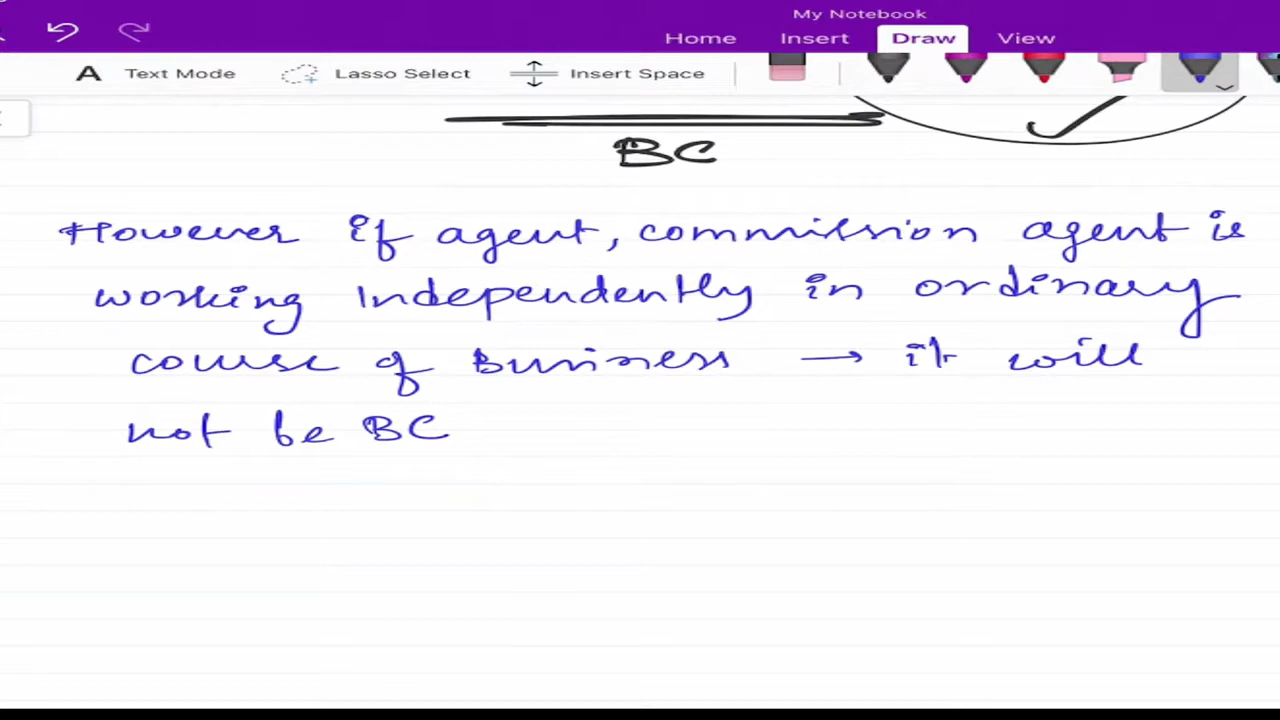 My Notebook
Home Insert Draw View
A Text Mode Lasso Select Insert Space
BC
However if agent, commission agent is
working Independently in ordinary
course of Business → it will
not be BC